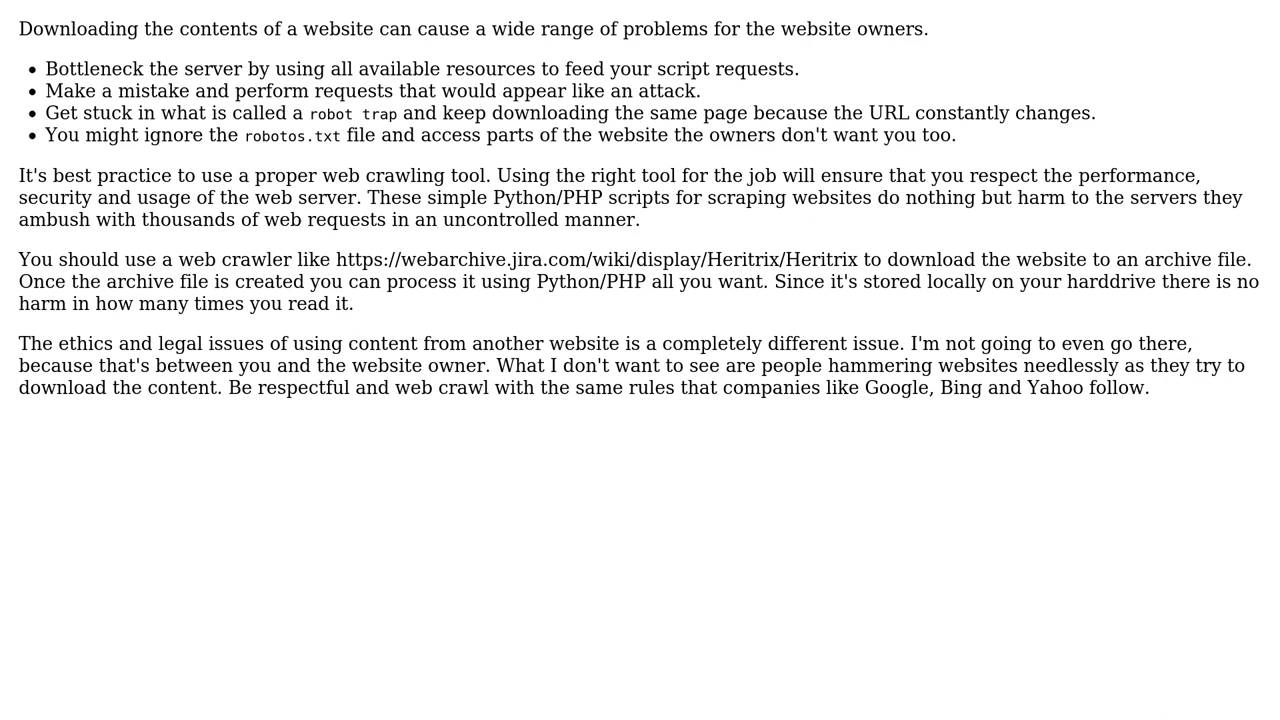 Downloading the contents of a website can cause a wide range of problems for the website owners.
• Bottleneck the server by using all available resources to feed your script requests.
• Make a mistake and perform requests that would appear like an attack.
• Get stuck in what is called a robot trap and keep downloading the same page because the URL constantly changes.
• You might ignore the robotos.txt file and access parts of the website the owners don't want you too.
It's best practice to use a proper web crawling tool. Using the right tool for the job will ensure that you respect the performance,
security and usage of the web server. These simple Python/PHP scripts for scraping websites do nothing but harm to the servers they
ambush with thousands of web requests in an uncontrolled manner.
You should use a web crawler like https://webarchive.jira.com/wiki/display/Heritrix/Heritrix to download the website to an archive file.
Once the archive file is created you can process it using Python/PHP all you want. Since it's stored locally on your harddrive there is no
harm in how many times you read it.
The ethics and legal issues of using content from another website is a completely different issue. I'm not going to even go there,
because that's between you and the website owner. What I don't want to see are people hammering websites needlessly as they try to
download the content. Be respectful and web crawl with the same rules that companies like Google, Bing and Yahoo follow.